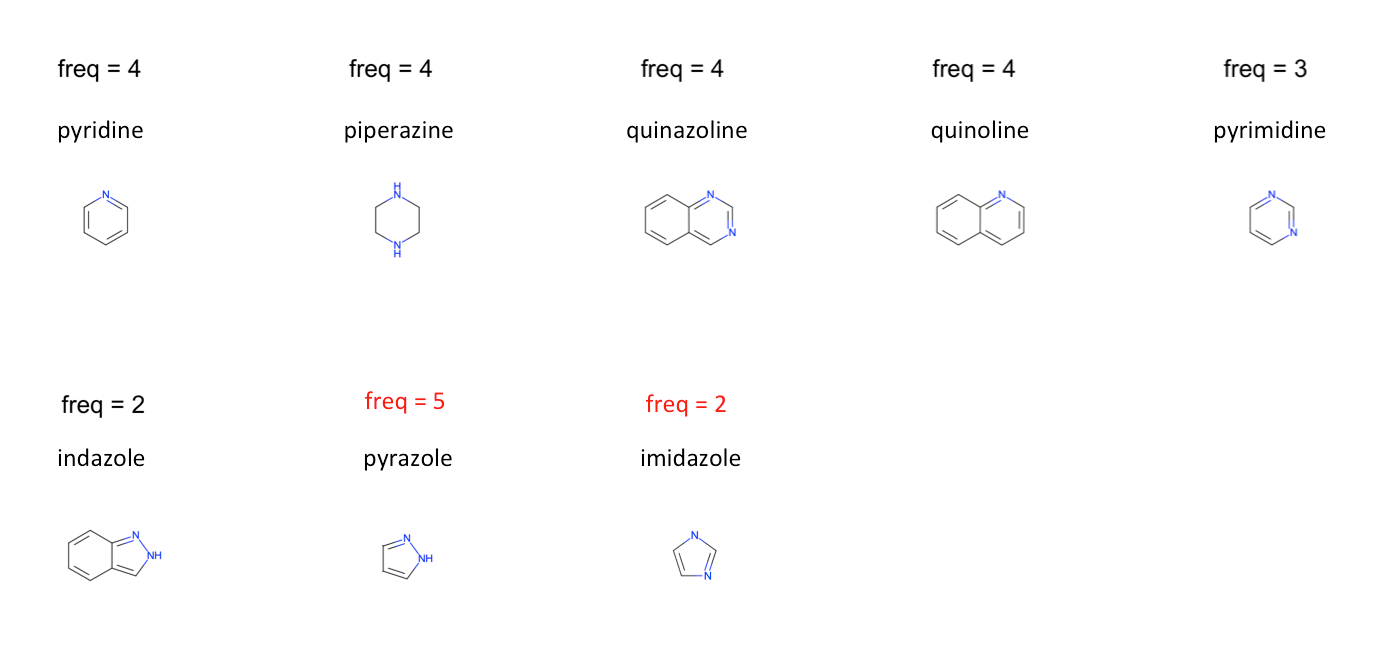 freq = 4 freq = 4 freq = 4 freq = 4 freq = 3
pyridine piperazine quinazoline quinoline pyrimidine
N H N N H N N N N N
freq = 2 freq = 5 freq = 2
indazole pyrazole imidazole
N NH N NH N N